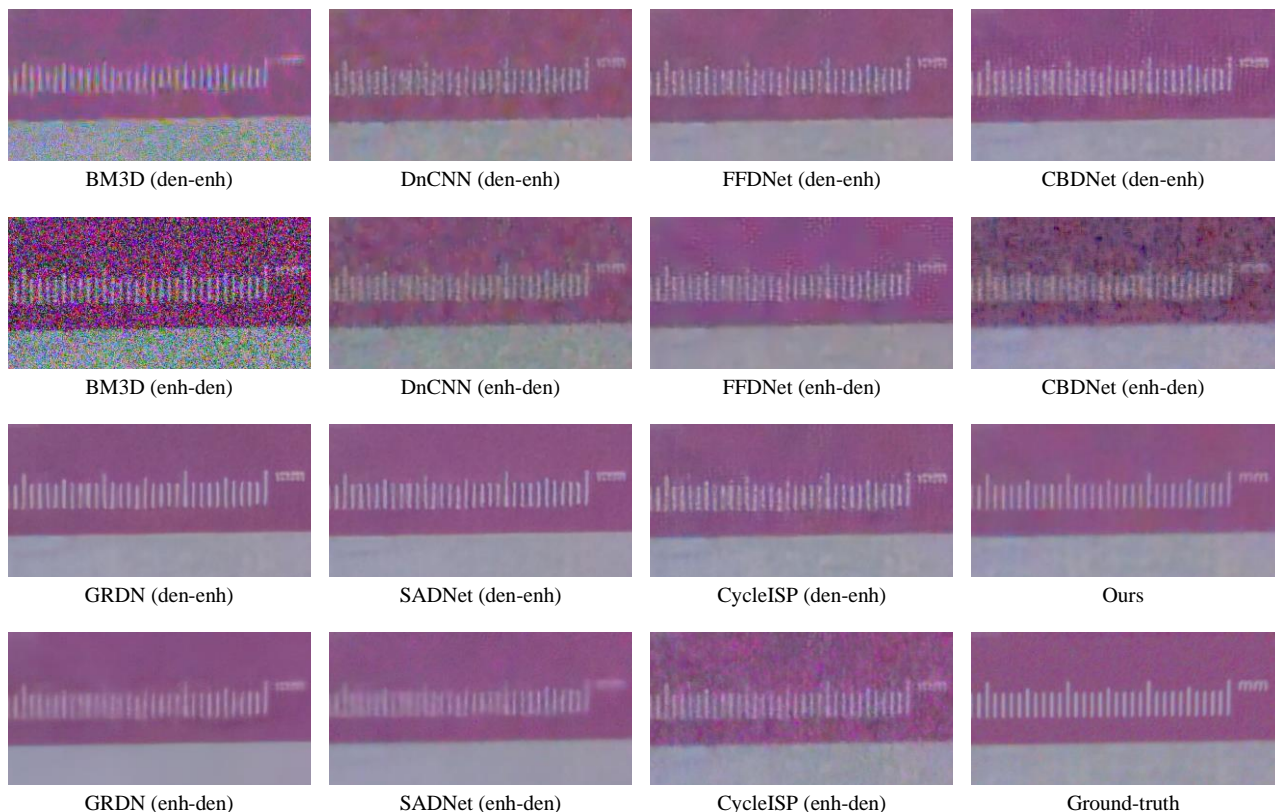 BM3D (den-enh) DnCNN (den-enh) FFDNet (den-enh) CBDNet (den-enh)
BM3D (enh-den) DnCNN (enh-den) FFDNet (enh-den) CBDNet (enh-den)
mm
GRDN (den-enh) SADNet (den-enh) CycleISP (den-enh) Ours
mm
GRDN (enh-den) SADNet (enh-den) CycleISP (enh-den) Ground-truth